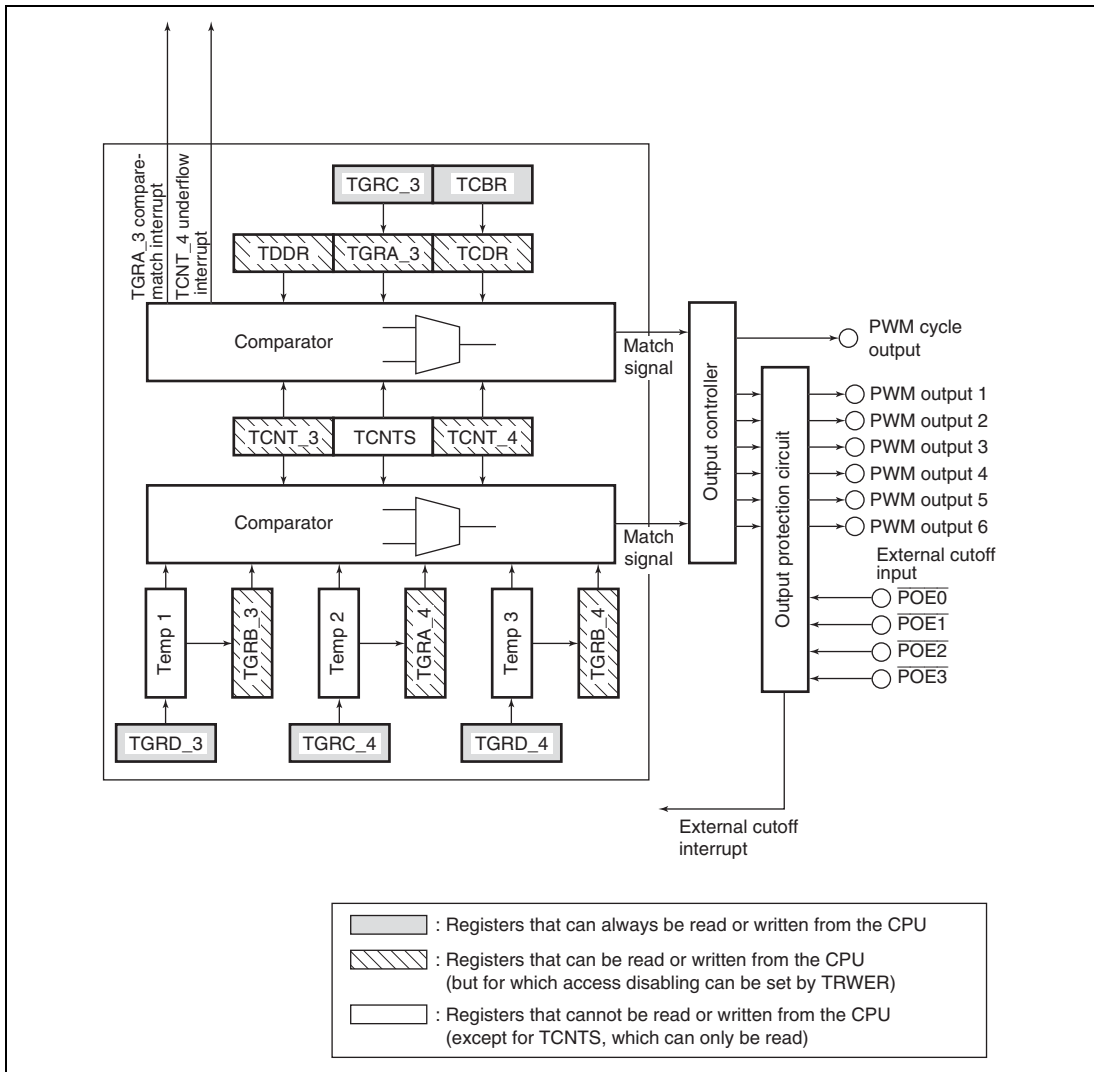 TGRA_3 compare-
match interrupt
TCNT_4 underflow
interrupt
TGRC_3
TCBR
TDDR
TGRA_3
TCDR
Comparator
Match
signal
TCNT_3
TCNTS
TCNT_4
Comparator
Match
signal
Temp 1
TGRB_3
Temp 2
TGRA_4
Temp 3
TGRB_4
TGRD_3
TGRC_4
TGRD_4
Output controller
Output protection circuit
PWM cycle
output
PWM output 1
PWM output 2
PWM output 3
PWM output 4
PWM output 5
PWM output 6
External cutoff
input
P̅O̅E̅0̅
P̅O̅E̅1̅
P̅O̅E̅2̅
P̅O̅E̅3̅
External cutoff
interrupt
: Registers that can always be read or written from the CPU
: Registers that can be read or written from the CPU
(but for which access disabling can be set by TRWER)
: Registers that cannot be read or written from the CPU
(except for TCNTS, which can only be read)